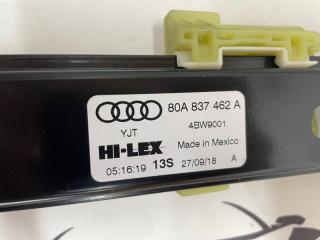 80A 837 462 A
YJT 4BW9001
HI-LEX Made in Mexico
05:16:19 13S 27/09/18 A